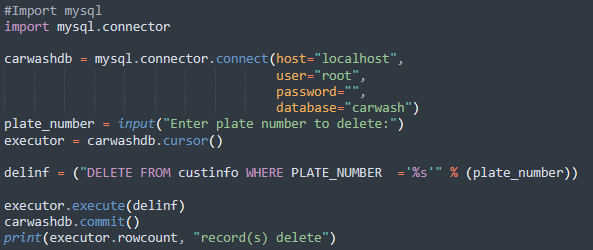 #Import mysql
import mysql.connector
carwashdb = mysql.connector.connect(host="localhost",
user="root",
password="",
database="carwash")
plate_number = input("Enter plate number to delete:")
executor = carwashdb.cursor()
delinf = ("DELETE FROM custinfo WHERE PLATE_NUMBER  ='%s'" % (plate_number))
executor.execute(delinf)
carwashdb.commit()
print(executor.rowcount, "record(s) delete")